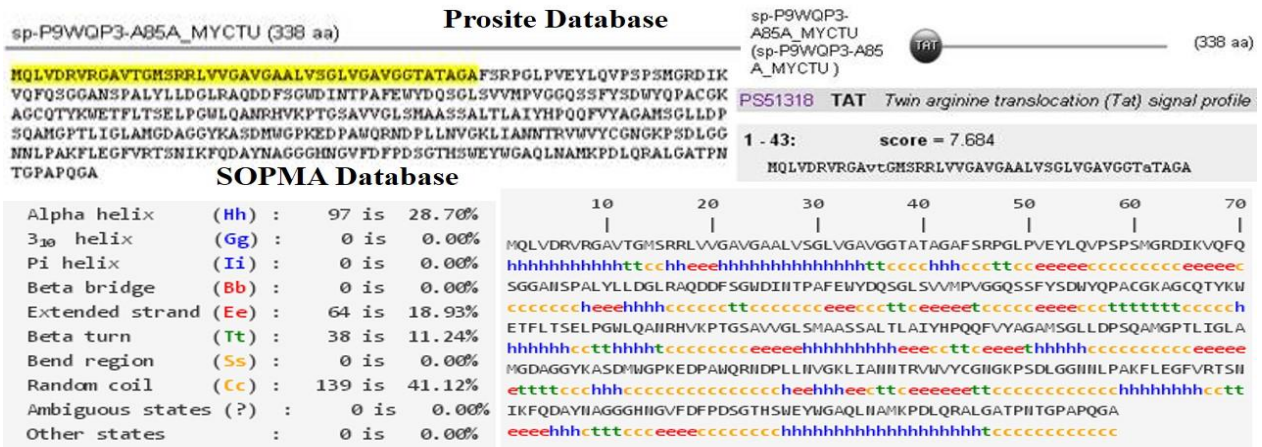 Prosite Database
sp-P9WQP3-A85A_MYCTU (338 aa)
MQLVDRVRGAVTGMSRRLVVGAVGAALVSGLVGAVGGTATAGAFSRPGLPVEYLQVPSPSMGRDIK
VQFQSGGANSPALYLLDGLRAQDDFSGWDINTPAFEWYDQSGLSVVMPVGGQSSFYSDWYQPACGK
AGCQTYKWETFLTSELPGWLQANRHVKPTGSAVVGLSMAASSALTLAIYHPQQFVYAGAMSGLLDP
SQAMGPTLIGLAMGDAGGYKASDMWGPKEDPAWQRNDPLLNVGKLIANNTRVWVYCGNGKPSDLGG
NNLPAKFLEGFVRTSNIKFQDAYNAGGGHNGVFDFPDSGTHSWEYWGAQLNAMKPDLQRALGATPN
TGPAPQGA
sp-P9WQP3-
A85A_MYCTU
(sp-P9WQP3-A85
A_MYCTU )
TAT
(338 aa)
PS51318 TAT Twin arginine translocation (Tat) signal profile
1 - 43: score = 7.684
MQLVDRVRGAvtGMSRRLVVGAVGAALVSGLVGAVGGTaTAGA
SOPMA Database
Alpha helix (Hh) : 97 is 28.70%
3₁₀ helix (Gg) : 0 is 0.00%
Pi helix (Ii) : 0 is 0.00%
Beta bridge (Bb) : 0 is 0.00%
Extended strand (Ee) : 64 is 18.93%
Beta turn (Tt) : 38 is 11.24%
Bend region (Ss) : 0 is 0.00%
Random coil (Cc) : 139 is 41.12%
Ambiguous states (?) : 0 is 0.00%
Other states : 0 is 0.00%
10 20 30 40 50 60 70
MQLVDRVRGAVTGMSRRLVVGAVGAALVSGLVGAVGGTATAGAFSRPGLPVEYLQVPSPSMGRDIKVQFQ
SGGANSPALYLLDGLRAQDDFSGWDINTPAFEWYDQSGLSVVMPVGGQSSFYSDWYQPACGKAGCQTYKW
ETFLTSELPGWLQANRHVKPTGSAVVGLSMAASSALTLAIYHPQQFVYAGAMSGLLDPSQAMGPTLIGLA
MGDAGGYKASDMWGPKEDPAWQRNDPLLNVGKLIANNTRVWVYCGNGKPSDLGGNNLPAKFLEGFVRTSN
IKFQDAYNAGGGHNGVFDFPDSGTHSWEYWGAQLNAMKPDLQRALGATPNTGPAPQGA